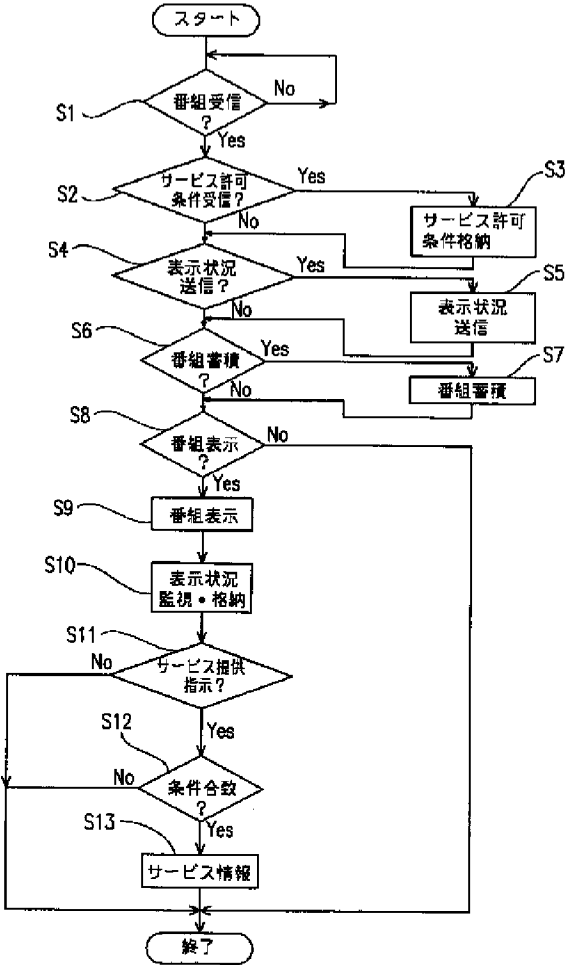 スタート
S1
番組受信
?
No
Yes
S2
サービス許可
条件受信?
Yes
No
S3
サービス許可
条件格納
S4
表示状況
送信?
Yes
No
S5
表示状況
送信
S6
番組蓄積
?
Yes
No
S7
番組蓄積
S8
番組表示
?
No
Yes
S9
番組表示
S10
表示状況
監視・格納
S11
サービス提供
指示?
No
Yes
S12
条件合致
?
No
Yes
S13
サービス情報
終了